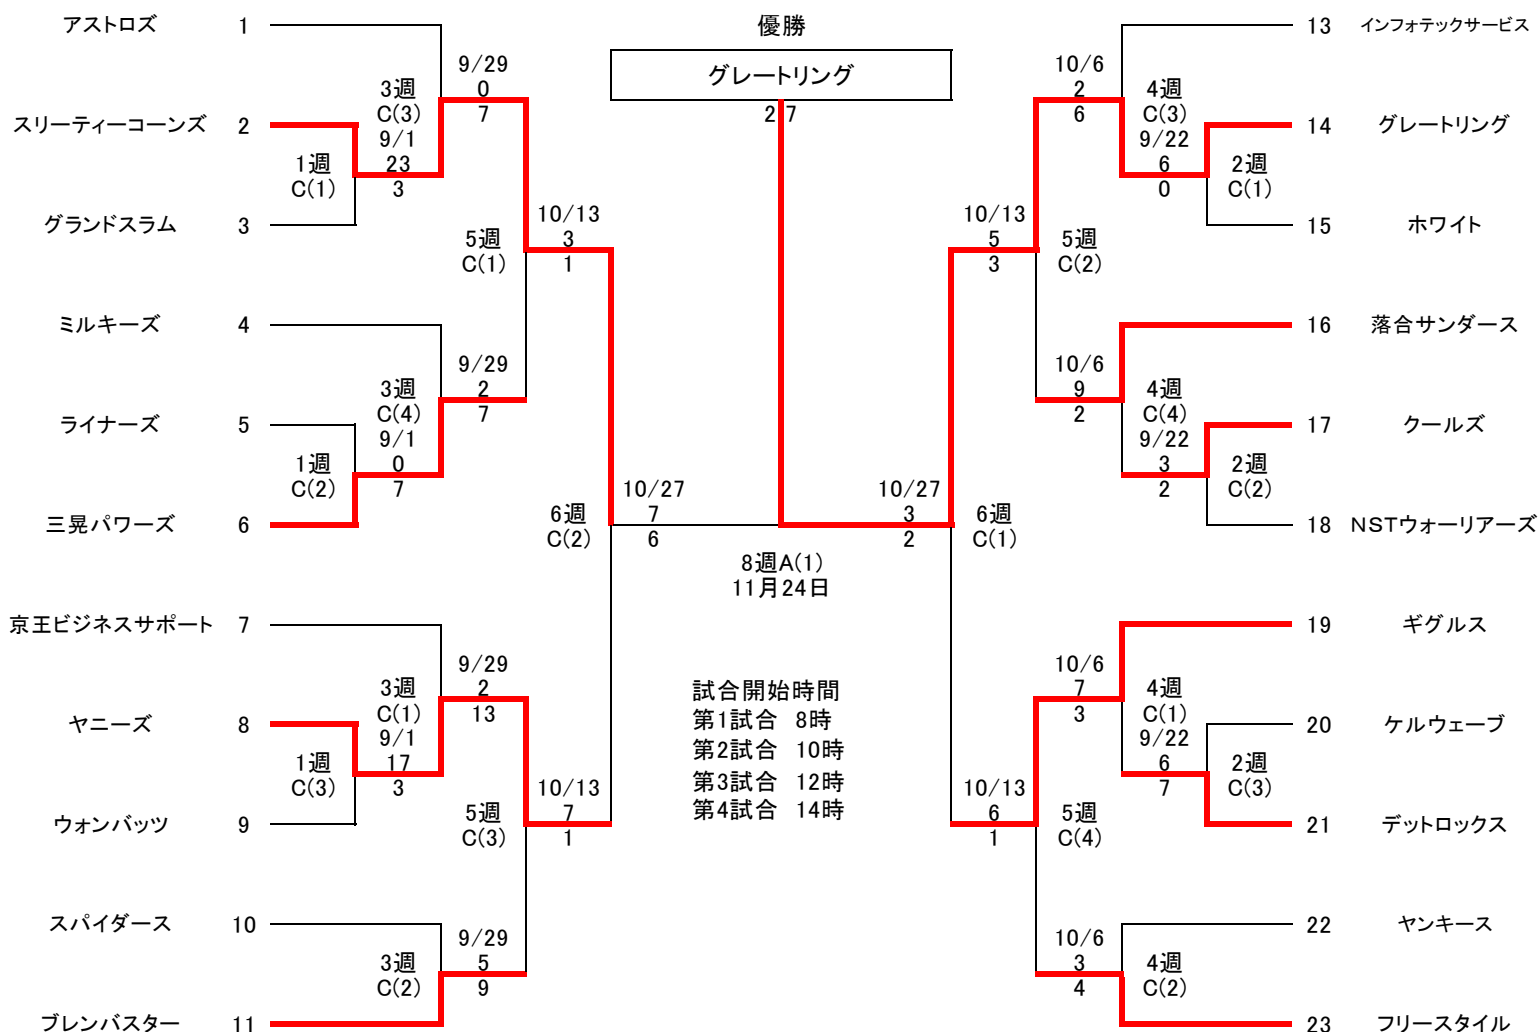 優勝
グレートリング
2 7
アストロズ 1
9/29
0
7
3週
C(3)
スリーティーコーンズ 2
9/1
23
3
1週
C(1)
グランドスラム 3
10/13
3
1
5週
C(1)
ミルキーズ 4
9/29
2
7
3週
C(4)
ライナーズ 5
9/1
0
7
1週
C(2)
三晃パワーズ 6
10/27
7
6
6週
C(2)
京王ビジネスサポート 7
9/29
2
13
3週
C(1)
ヤニーズ 8
9/1
17
3
1週
C(3)
ウォンバッツ 9
10/13
7
1
5週
C(3)
スパイダース 10
9/29
5
9
3週
C(2)
ブレンバスター 11
8週A(1)
11月24日
試合開始時間
第1試合 8時
第2試合 10時
第3試合 12時
第4試合 14時
13 インフォテックサービス
10/6
2
6
4週
C(3)
14 グレートリング
9/22
6
0
2週
C(1)
15 ホワイト
10/13
5
3
5週
C(2)
16 落合サンダース
10/6
9
2
4週
C(4)
17 クールズ
9/22
3
2
2週
C(2)
18 NSTウォーリアーズ
10/27
3
2
6週
C(1)
19 ギグルス
10/6
7
3
4週
C(1)
20 ケルウェーブ
9/22
6
7
2週
C(3)
21 デットロックス
10/13
6
1
5週
C(4)
22 ヤンキース
10/6
3
4
4週
C(2)
23 フリースタイル